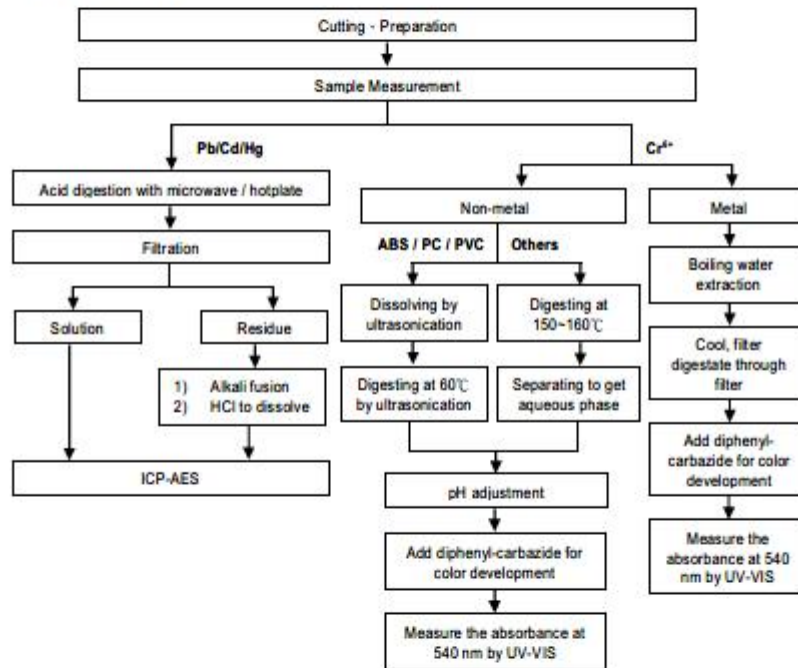 Cutting - Preparation
Sample Measurement
Pb/Cd/Hg
Cr⁶⁺
Acid digestion with microwave / hotplate
Non-metal
Metal
Filtration
ABS / PC / PVC
Others
Boiling water
extraction
Solution
Residue
Dissolving by
ultrasonication
Digesting at
150~160℃
Cool, filter
digestate through
filter
1) Alkali fusion
2) HCl to dissolve
Digesting at 60℃
by ultrasonication
Separating to get
aqueous phase
ICP-AES
pH adjustment
Add diphenyl-
carbazide for color
development
Add diphenyl-carbazide for
color development
Measure the
absorbance at 540
nm by UV-VIS
Measure the absorbance at
540 nm by UV-VIS